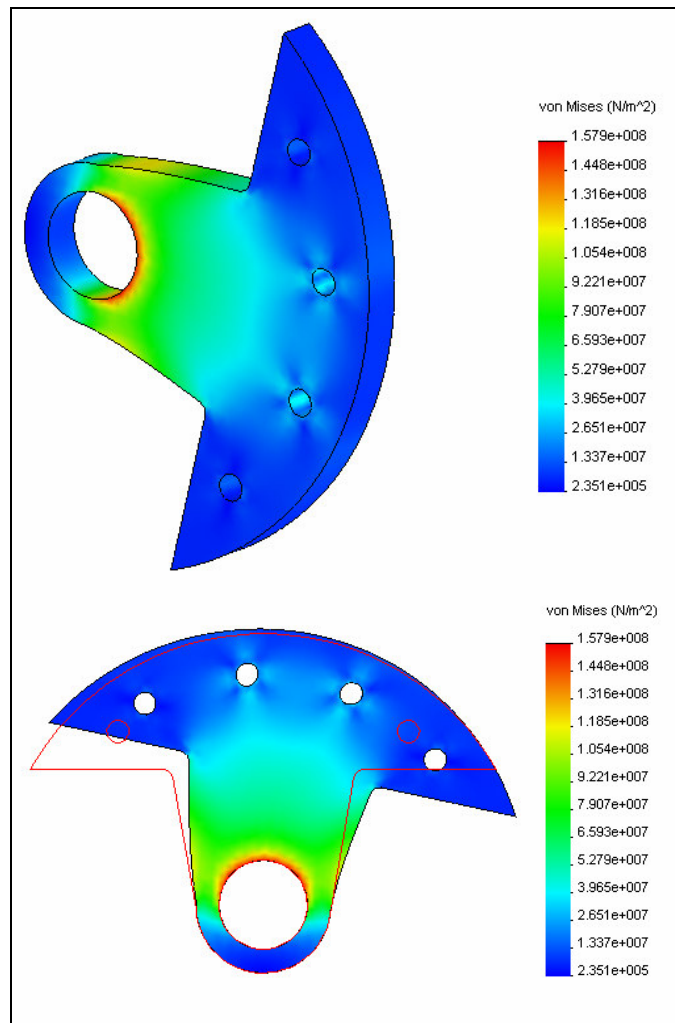 von Mises (N/m^2)
1.579e+008
1.448e+008
1.316e+008
1.185e+008
1.054e+008
9.221e+007
7.907e+007
6.593e+007
5.279e+007
3.965e+007
2.651e+007
1.337e+007
2.351e+005
von Mises (N/m^2)
1.579e+008
1.448e+008
1.316e+008
1.185e+008
1.054e+008
9.221e+007
7.907e+007
6.593e+007
5.279e+007
3.965e+007
2.651e+007
1.337e+007
2.351e+005